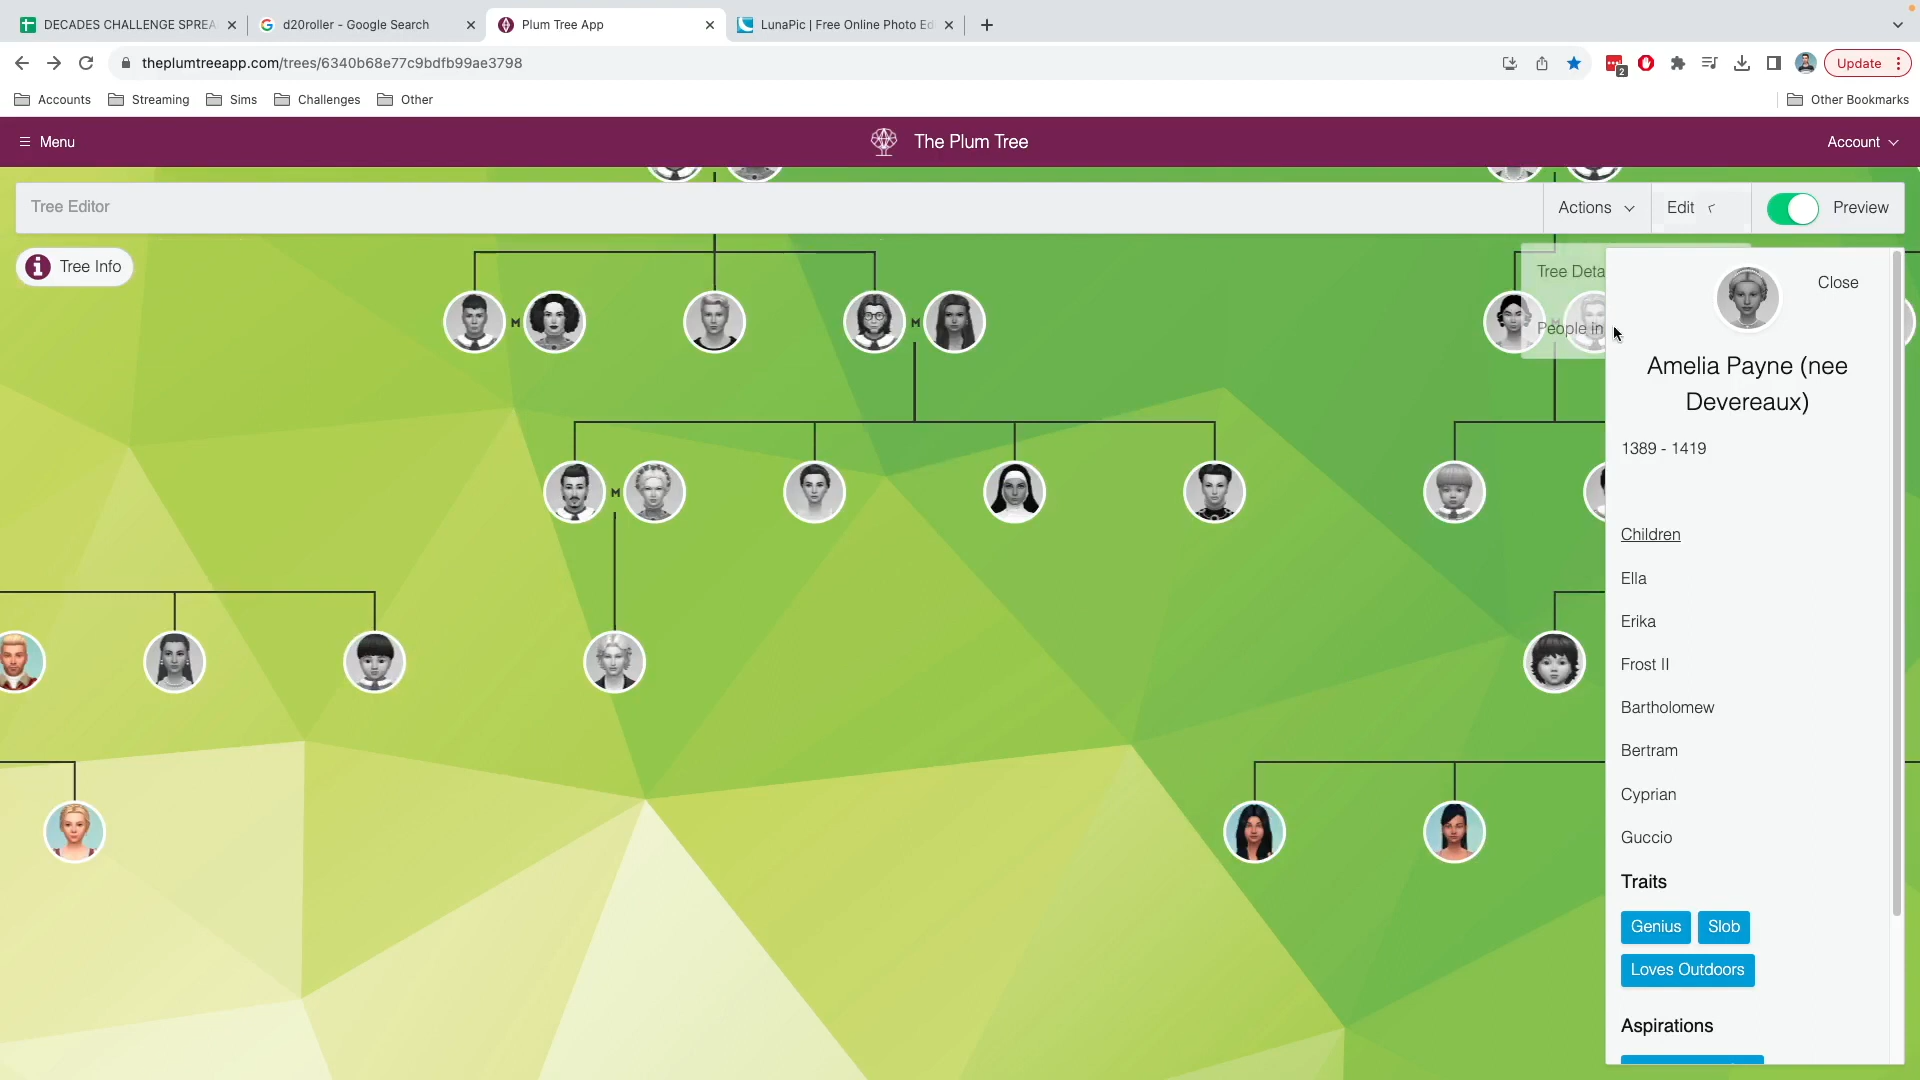 DECADES CHALLENGE SPREA
d20roller - Google Search
Plum Tree App
LunaPic | Free Online Photo Ed
theplumtreeapp.com/trees/6340b68e77c9bdfb99ae3798
2
Update
Accounts
Streaming
Sims
Challenges
Other
Other Bookmarks
Menu
The Plum Tree
Account
Tree Editor
Actions
Edit
Preview
Tree Info
Tree Deta
People in
M
M
M
Close
Amelia Payne (nee
Devereaux)
1389 - 1419
Children
Ella
Erika
Frost II
Bartholomew
Bertram
Cyprian
Guccio
Traits
Genius Slob
Loves Outdoors
Aspirations